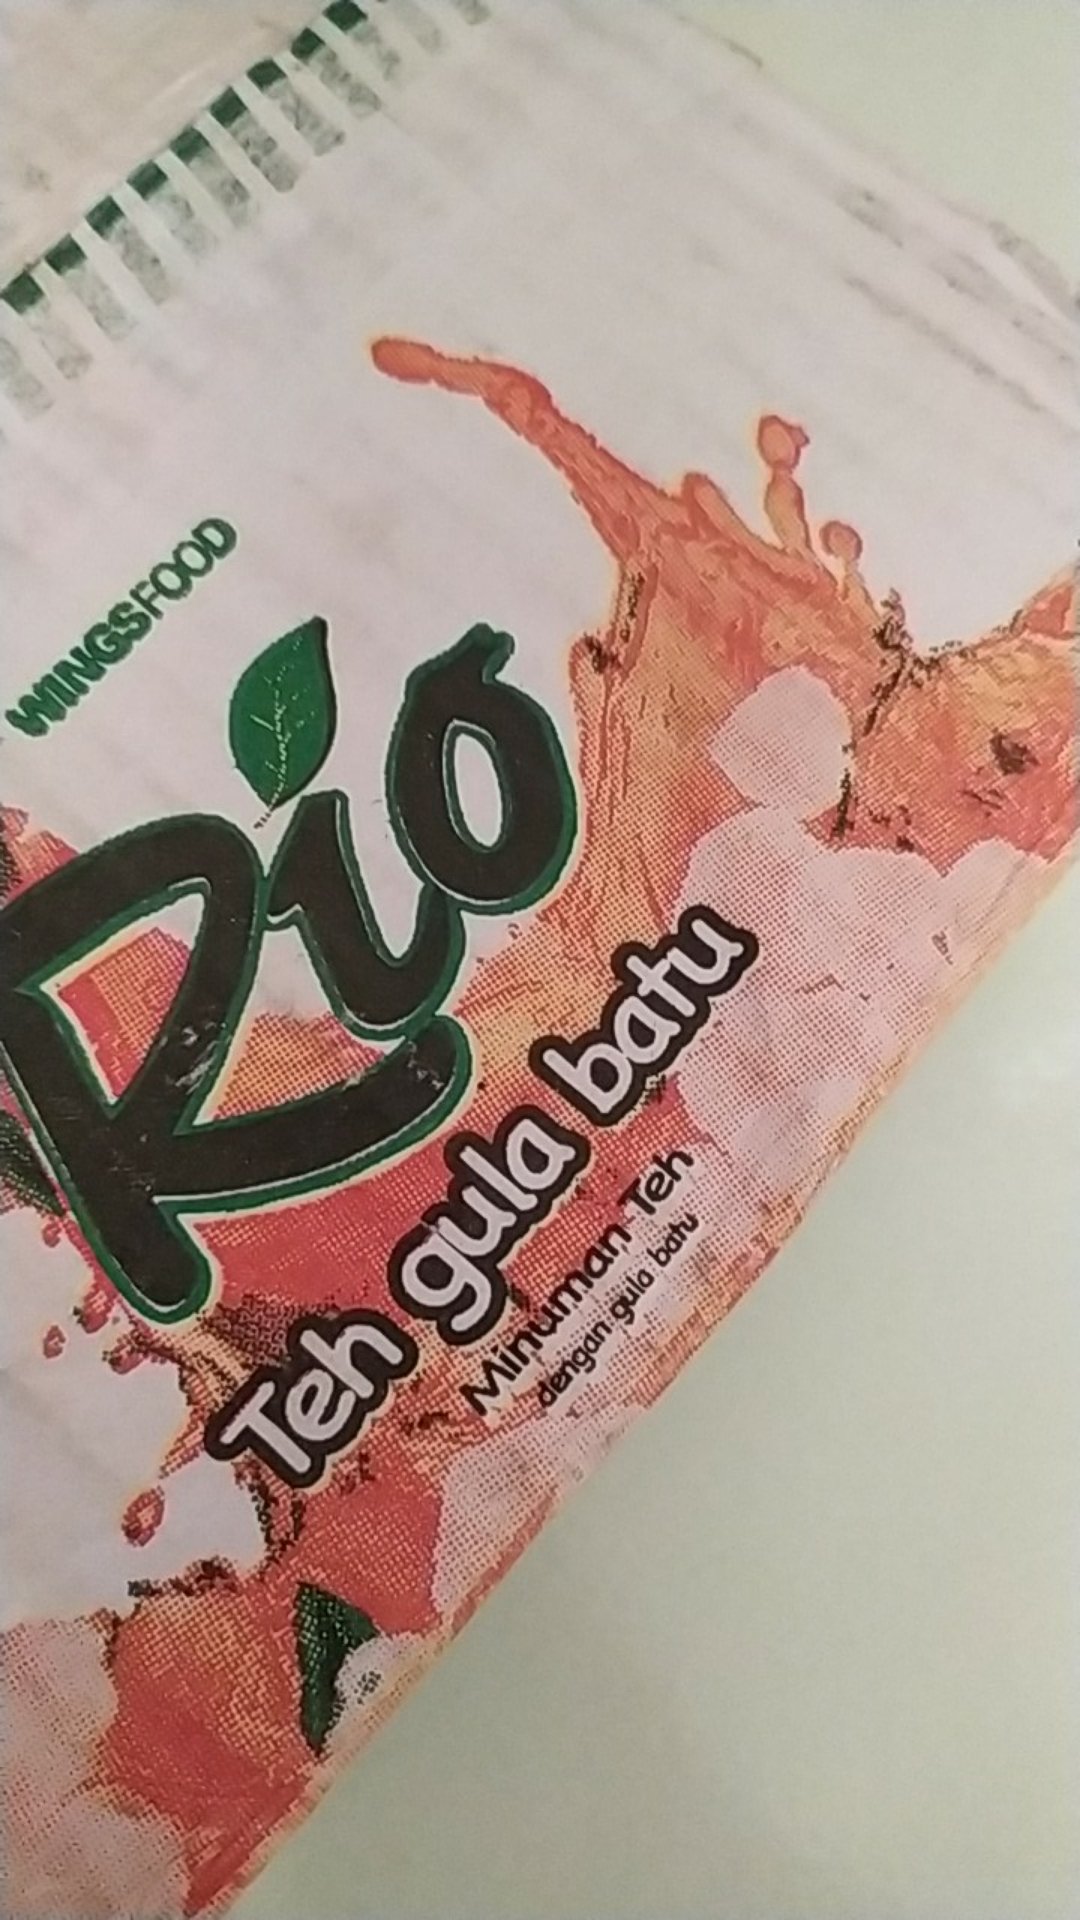 WINGSFOOD
Rio
Teh gula batu
Minuman Teh
dengan gula batu